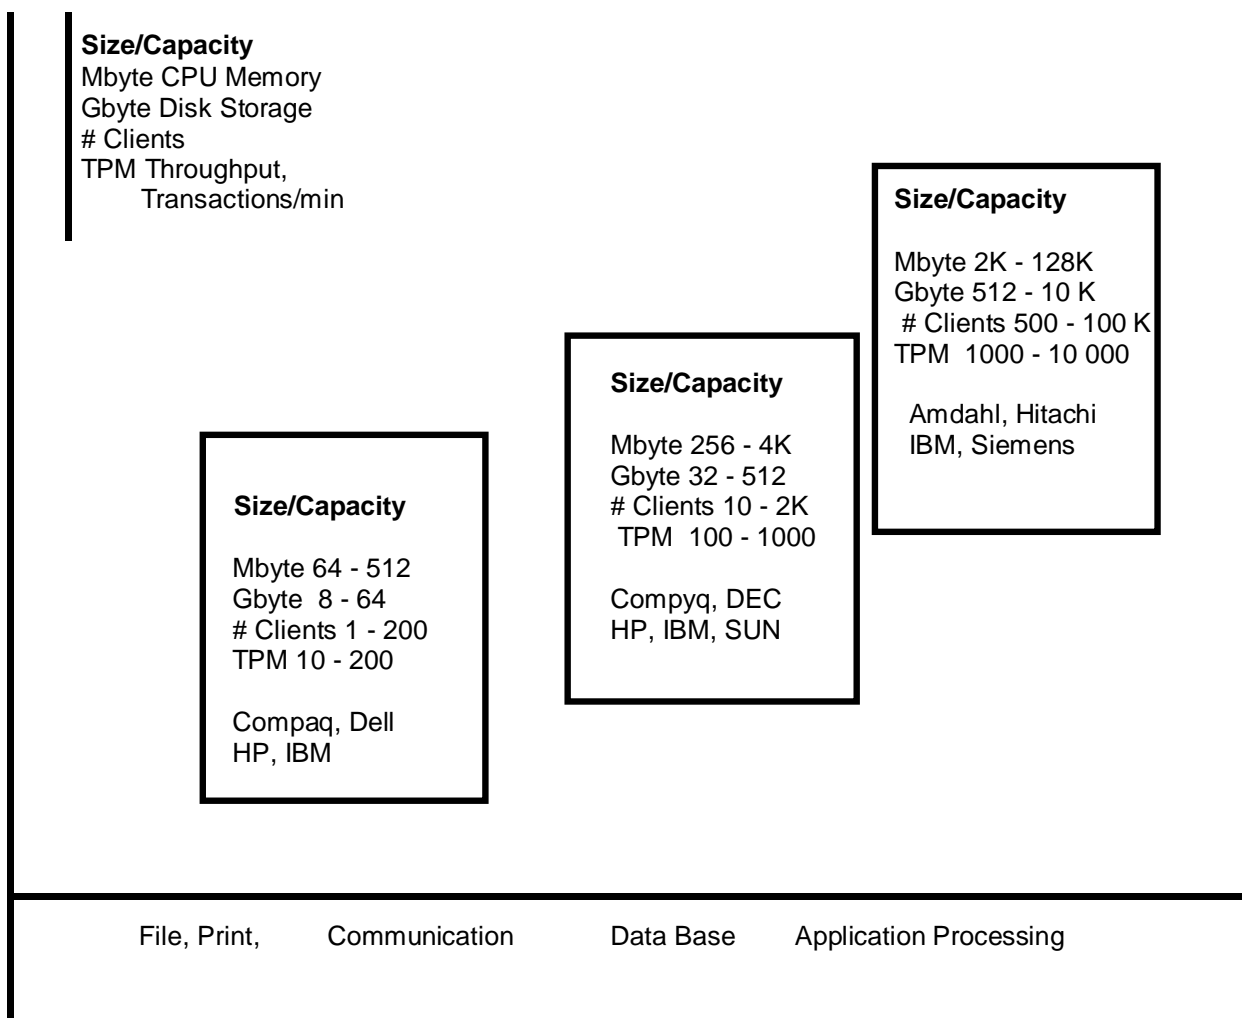 Size/Capacity
Mbyte CPU Memory
Gbyte Disk Storage
# Clients
TPM Throughput,
Transactions/min
Size/Capacity
Mbyte 64 - 512
Gbyte 8 - 64
# Clients 1 - 200
TPM 10 - 200
Compaq, Dell
HP, IBM
Size/Capacity
Mbyte 256 - 4K
Gbyte 32 - 512
# Clients 10 - 2K
TPM 100 - 1000
Compyq, DEC
HP, IBM, SUN
Size/Capacity
Mbyte 2K - 128K
Gbyte 512 - 10 K
# Clients 500 - 100 K
TPM 1000 - 10 000
Amdahl, Hitachi
IBM, Siemens
File, Print, Communication Data Base Application Processing